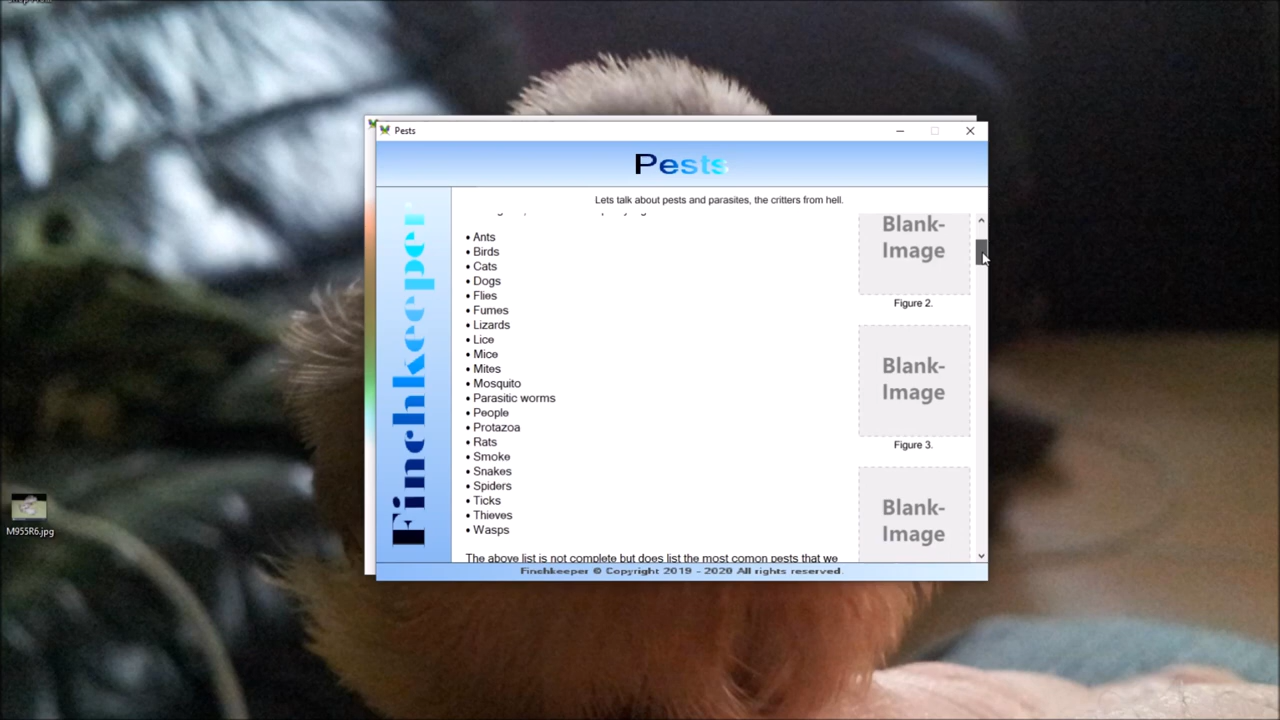 Pests
Pests
Finchkeeper
Lets talk about pests and parasites, the critters from hell.
• Ants
• Birds
• Cats
• Dogs
• Flies
• Fumes
• Lizards
• Lice
• Mice
• Mites
• Mosquito
• Parasitic worms
• People
• Protazoa
• Rats
• Smoke
• Snakes
• Spiders
• Ticks
• Thieves
• Wasps
The above list is not complete but does list the most comon pests that we
Blank-
Image
Figure 2.
Blank-
Image
Figure 3.
Blank-
Image
Finchkeeper © Copyright 2019 - 2020 All rights reserved.
M955R6.jpg